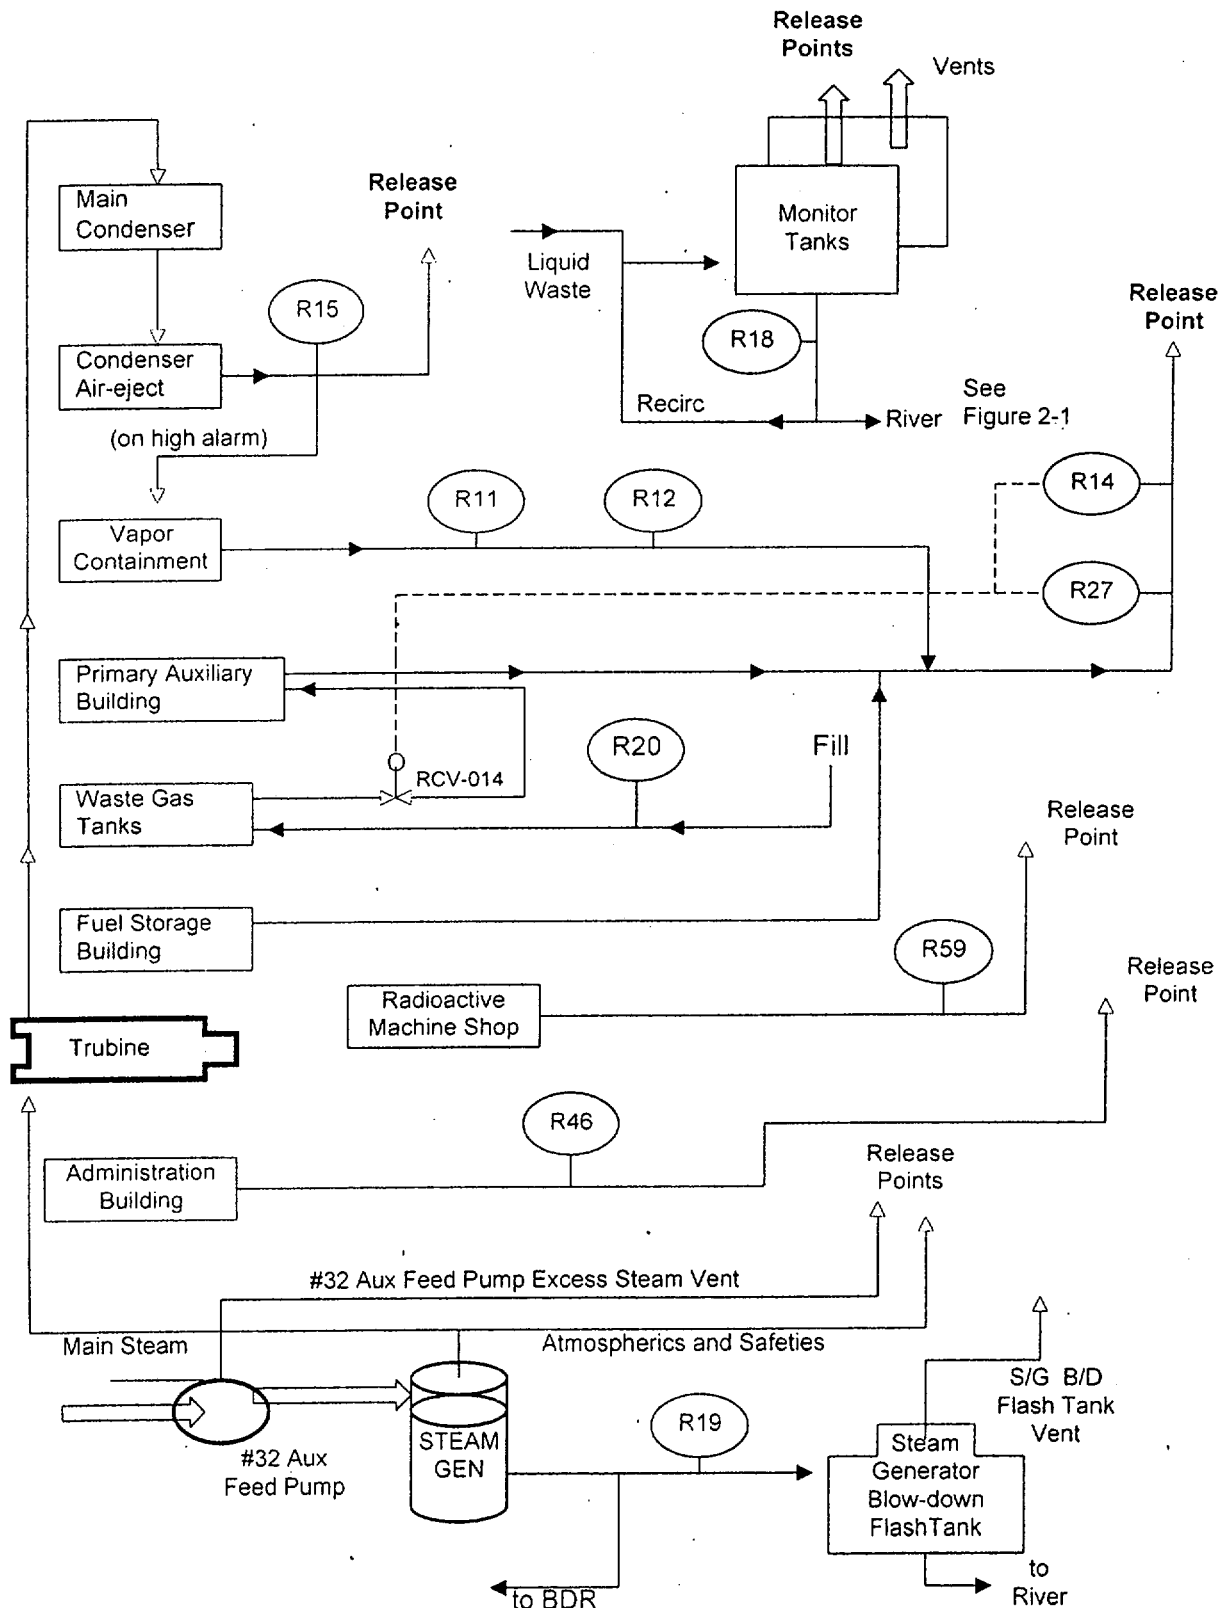 Release
Points
Vents
Main
Condenser
Release
Point
Monitor
Tanks
Liquid
Waste
R15
R18
Release
Point
Condenser
Air-eject
(on high alarm)
Recirc
River
See
Figure 2-1
R11
R12
R14
Vapor
Containment
R27
Primary Auxiliary
Building
R20
Fill
RCV-014
Waste Gas
Tanks
Release
Point
Fuel Storage
Building
R59
Release
Point
Radioactive
Machine Shop
Trubine
R46
Administration
Building
Release
Points
#32 Aux Feed Pump Excess Steam Vent
Main Steam
Atmospherics and Safeties
S/G B/D
Flash Tank
Vent
R19
#32 Aux
Feed Pump
STEAM
GEN
Steam
Generator
Blow-down
FlashTank
to BDR
to
River